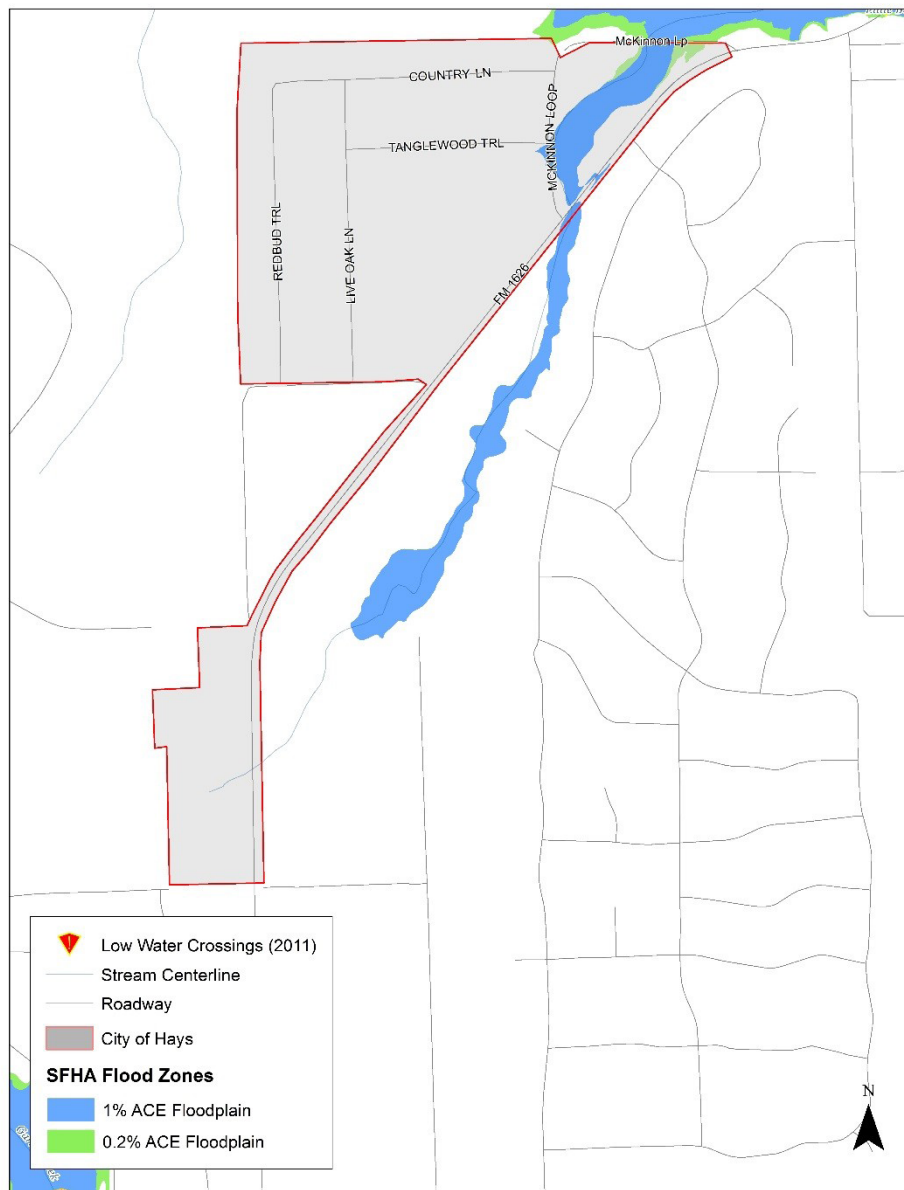 McKinnon Lp
COUNTRY LN
MCKINNON LOOP
TANGLEWOOD TRL
REDBUD TRL
LIVE OAK LN
FM 1626
Low Water Crossings (2011)
Stream Centerline
Roadway
City of Hays
SFHA Flood Zones
1% ACE Floodplain
0.2% ACE Floodplain
N